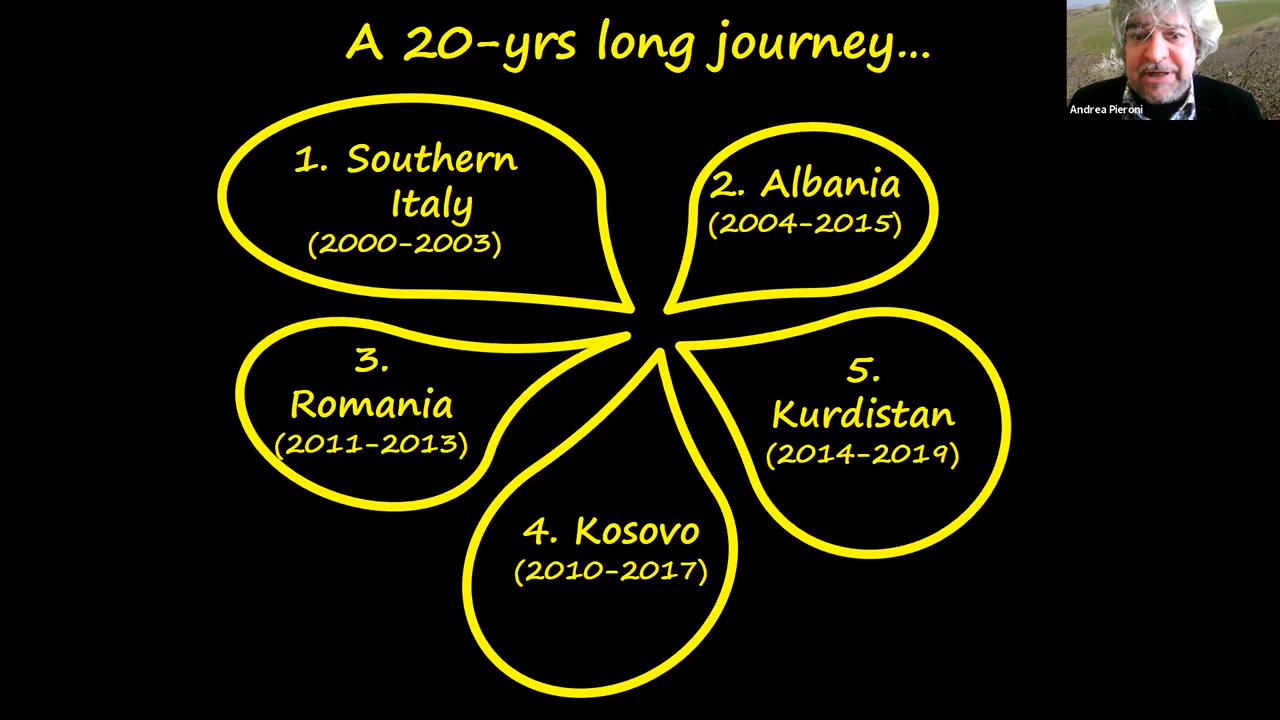 A 20-yrs long journey...
Andrea Pieroni
1. Southern
Italy
(2000-2003)
2. Albania
(2004-2015)
3.
Romania
(2011-2013)
4. Kosovo
(2010-2017)
5.
Kurdistan
(2014-2019)